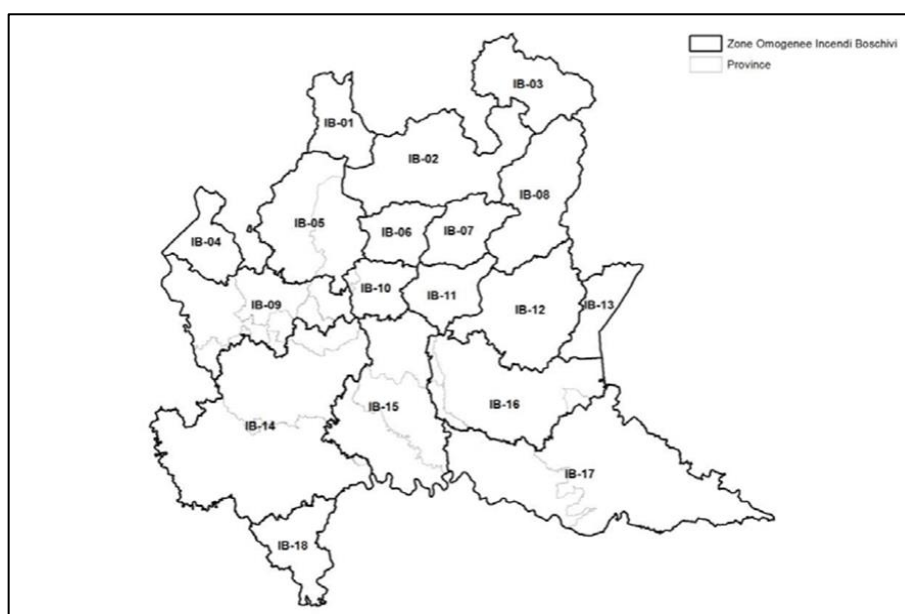 Zone Omogenee Incendi Boschivi
Province
IB-03
IB-01
IB-02
IB-08
IB-05
IB-04
IB-06
IB-07
IB-10
IB-11
IB-09
IB-12
IB-13
IB-15
IB-16
IB-14
IB-17
IB-18